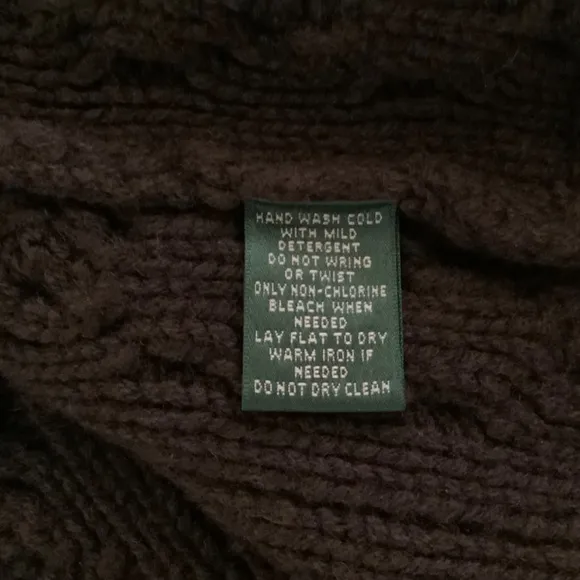 HAND WASH COLD
WITH MILD
DETERGENT
DO NOT WRING
OR TWIST
ONLY NON-CHLORINE
BLEACH WHEN
NEEDED
LAY FLAT TO DRY
WARM IRON IF
NEEDED
DO NOT DRY CLEAN